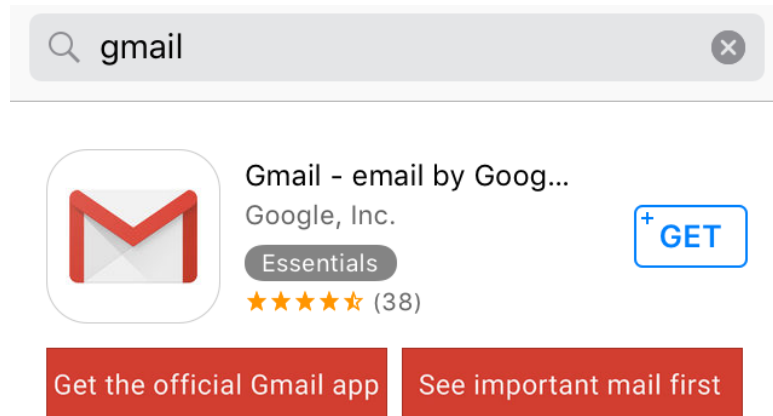 gmail
Gmail - email by Goog...
Google, Inc.
Essentials
(38)
+ GET
Get the official Gmail app
See important mail first